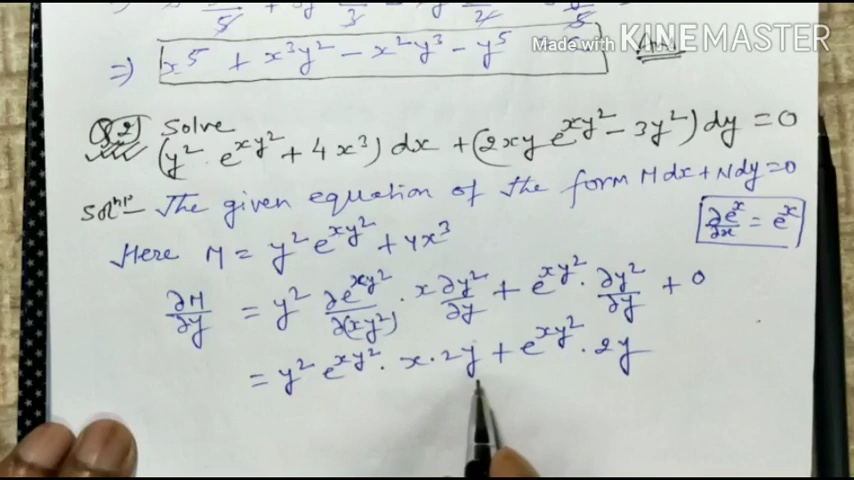 =) x⁵ + x³y² − x²y³ − y⁵ Ans
Made with KINEMASTER
Q.2) Solve
(y² · e^{xy²} + 4x³) dx + (2xy e^{xy²} − 3y²) dy = 0
Solⁿ:− The given equation of the form Mdx + Ndy = 0
Here M = y² e^{xy²} + 4x³
∂eˣ/∂x = eˣ
∂M/∂y = y² ∂e^{xy²}/∂(xy²) · x ∂y²/∂y + e^{xy²} · ∂y²/∂y + 0
= y² e^{xy²} · x · 2y + e^{xy²} · 2y